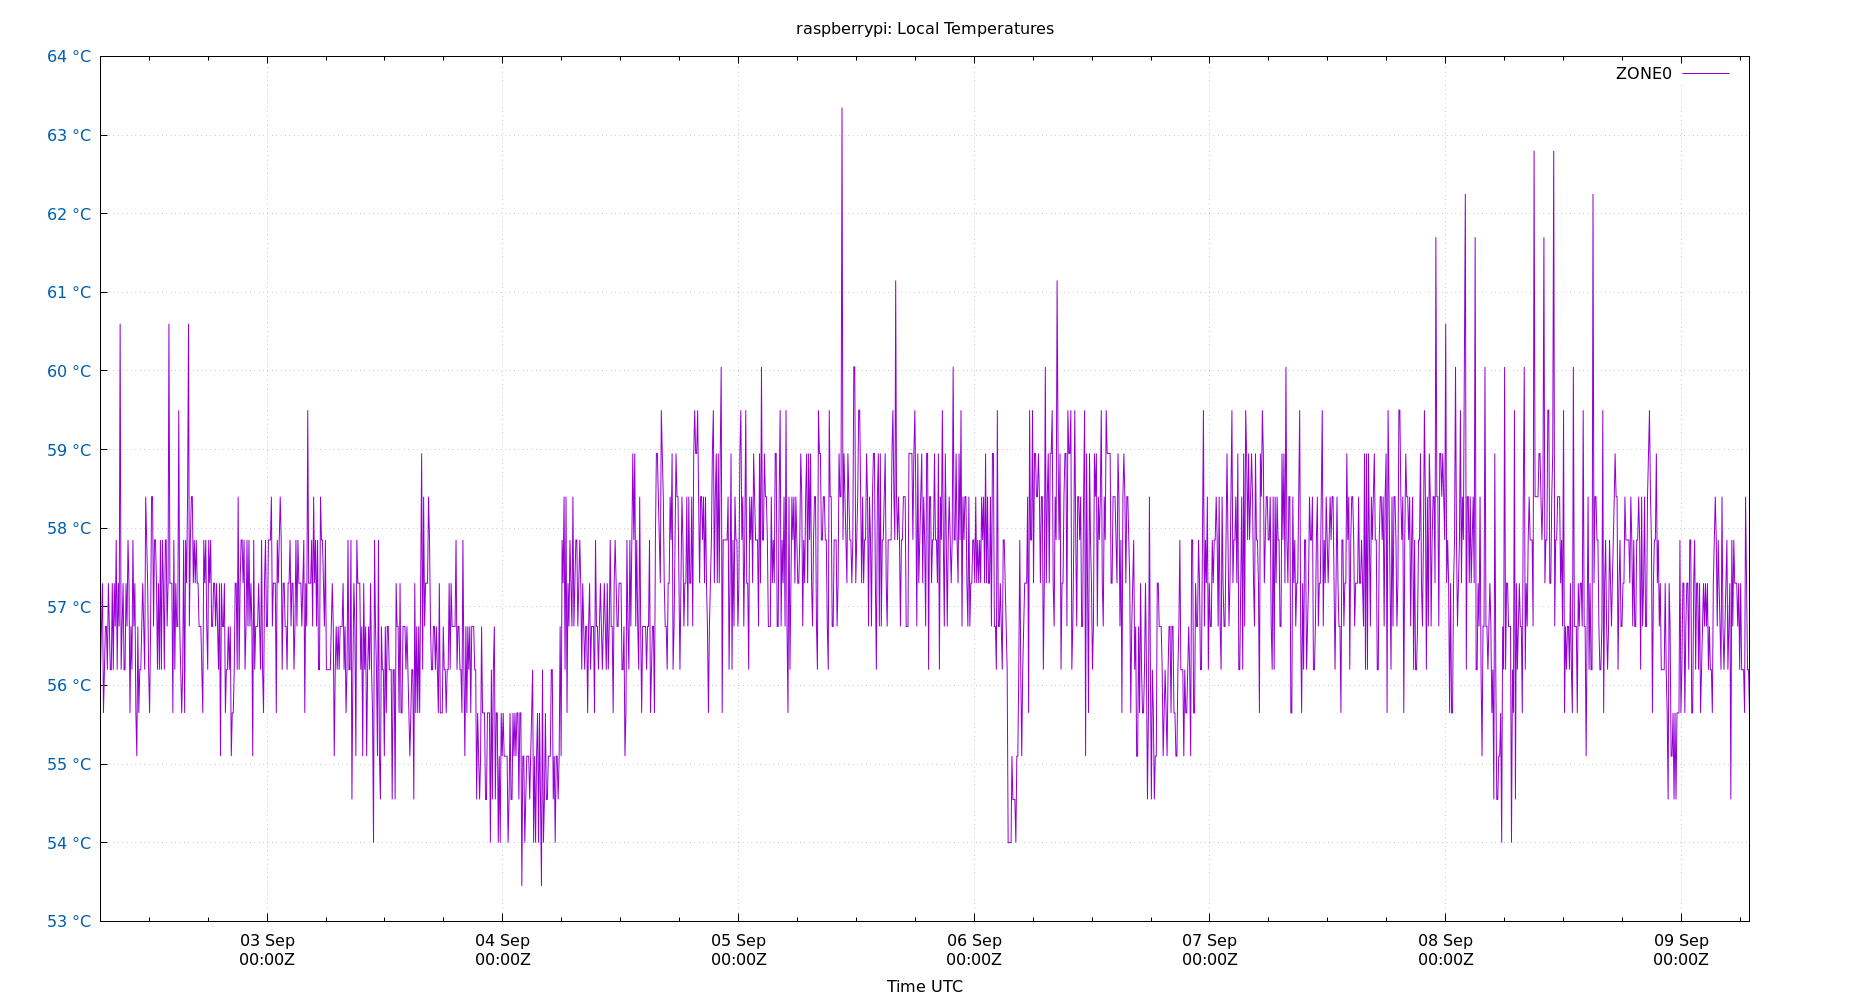 raspberrypi: Local Temperatures
64 °C
ZONE0
63 °C
62 °C
61 °C
60 °C
59 °C
58 °C
57 °C
56 °C
55 °C
54 °C
53 °C
03 Sep 04 Sep 05 Sep 06 Sep 07 Sep 08 Sep 09 Sep
00:00Z 00:00Z 00:00Z 00:00Z 00:00Z 00:00Z 00:00Z
Time UTC